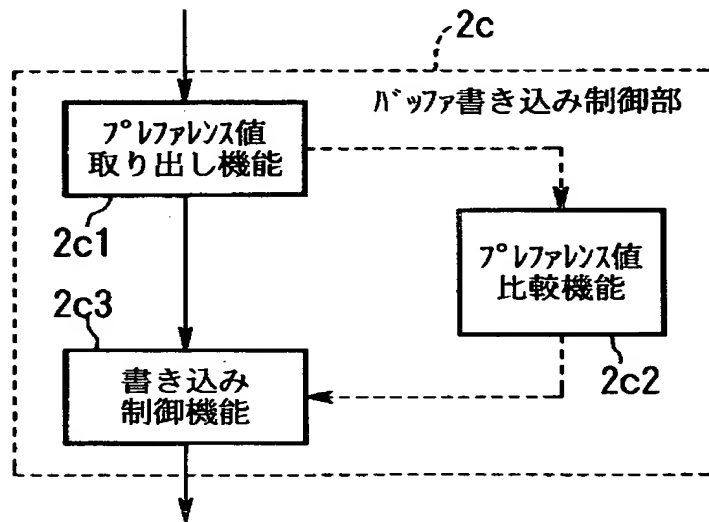 2c
ﾊﾞｯﾌｧ書き込み制御部
ﾌﾟﾚﾌｧﾚﾝｽ値
取り出し機能
2c1
ﾌﾟﾚﾌｧﾚﾝｽ値
比較機能
2c2
2c3
書き込み
制御機能